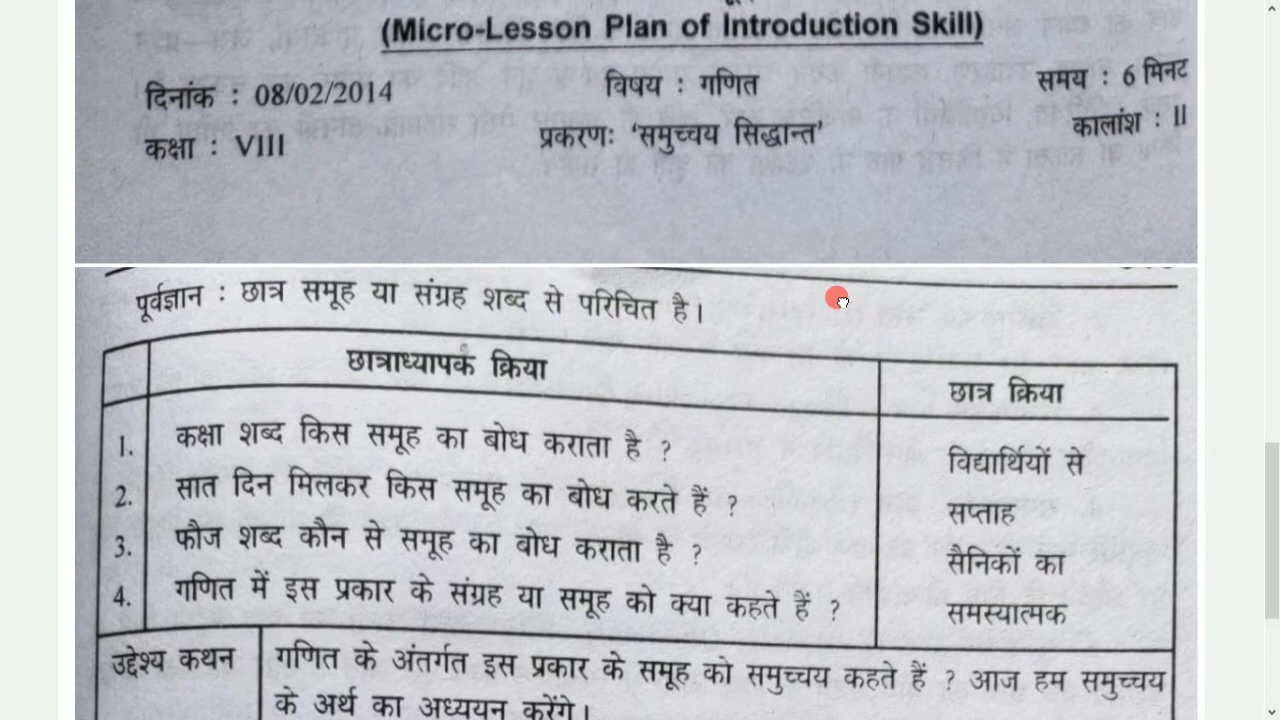 (Micro-Lesson Plan of Introduction Skill)
दिनांक : 08/02/2014 विषय : गणित समय : 6 मिनट
कक्षा : VIII प्रकरणः 'समुच्चय सिद्धान्त' कालांश : II
पूर्वज्ञान : छात्र समूह या संग्रह शब्द से परिचित है।
छात्राध्यापक क्रिया छात्र क्रिया
1. कक्षा शब्द किस समूह का बोध कराता है ? विद्यार्थियों से
2. सात दिन मिलकर किस समूह का बोध करते हैं ? सप्ताह
3. फौज शब्द कौन से समूह का बोध कराता है ? सैनिकों का
4. गणित में इस प्रकार के संग्रह या समूह को क्या कहते हैं ? समस्यात्मक
उद्देश्य कथन गणित के अंतर्गत इस प्रकार के समूह को समुच्चय कहते हैं ? आज हम समुच्चय
के अर्थ का अध्ययन करेंगे।